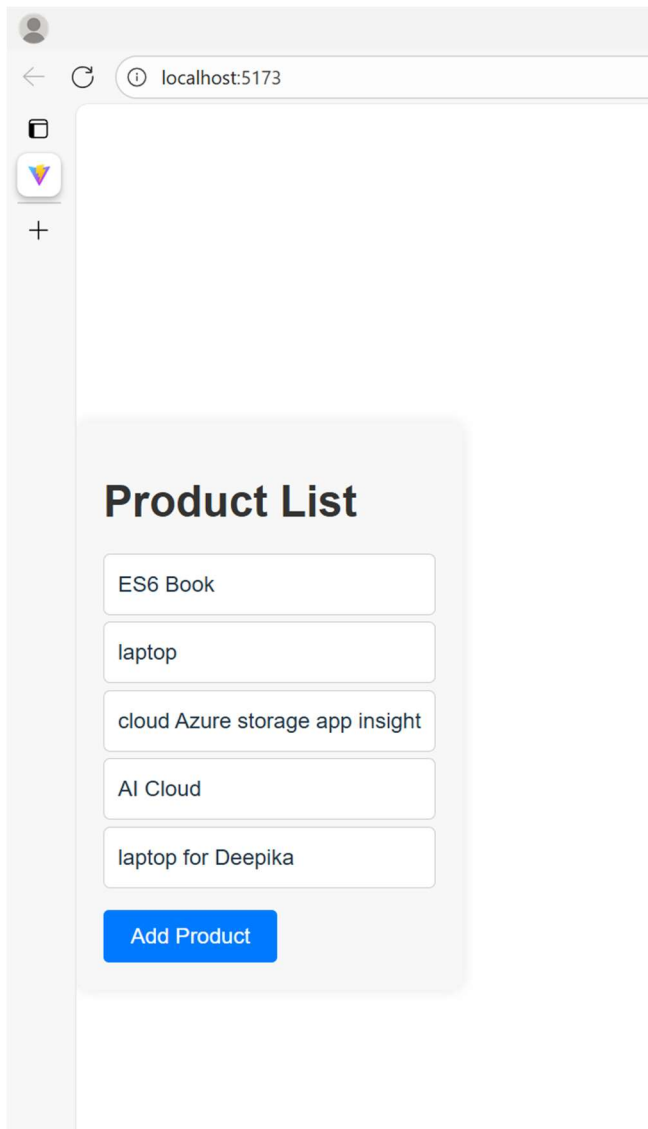 localhost:5173
Product List
ES6 Book
laptop
cloud Azure storage app insight
AI Cloud
laptop for Deepika
Add Product